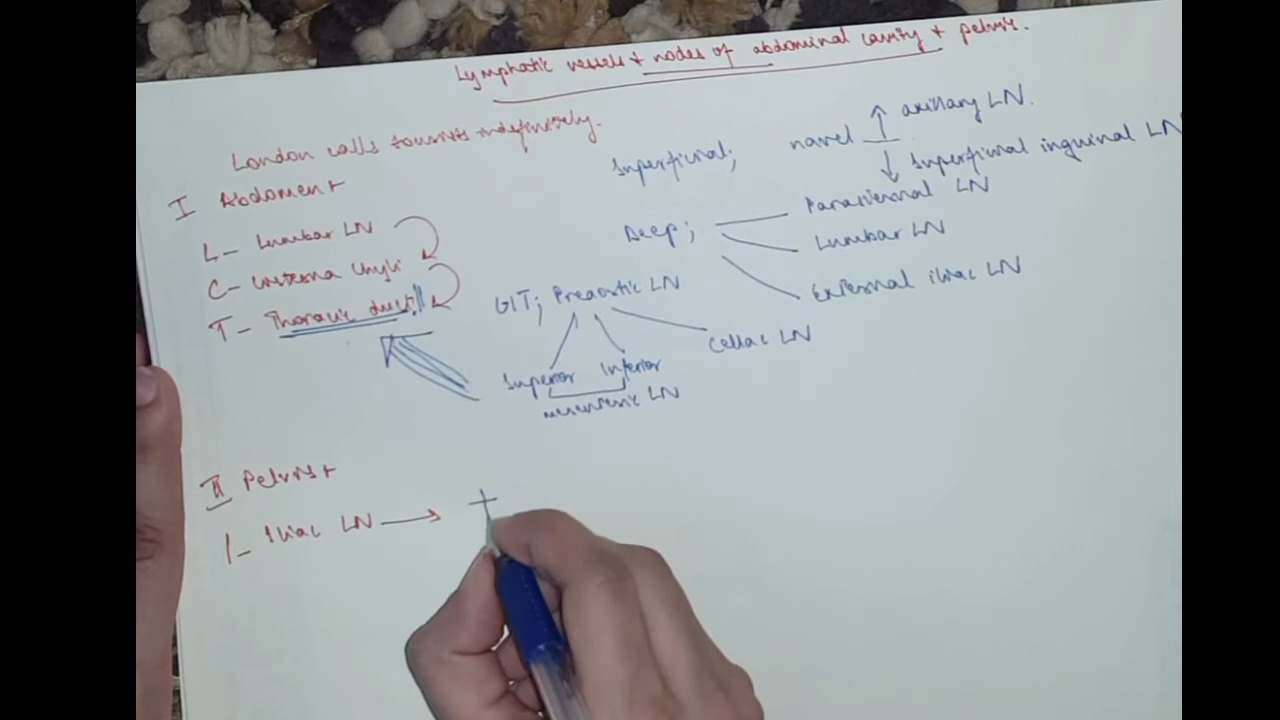 Lymphatic vessels + nodes of abdominal cavity + pelvis.
London calls tourists indefinitely.
I Abdomen +
L - Lumbar LN
C - Cisterna chyli
T - Thoracic duct!!
Superficial;
navel
axillary LN.
Superficial inguinal LN
Deep;
Parasternal LN
Lumbar LN
External iliac LN
GIT; Preaortic LN
Superior Inferior
mesenteric LN
Celiac LN
II Pelvis +
I - Iliac LN